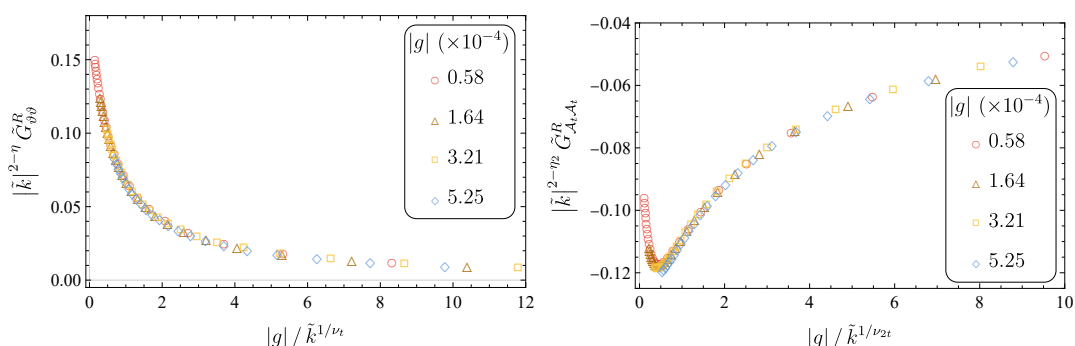 |k̃|^{2−η} G̃^R_{ϑϑ}
0.15
0.10
0.05
0.00
0 2 4 6 8 10 12
|g| / k̃^{1/ν_t}
|g| (×10^{−4})
0.58
1.64
3.21
5.25
|k̃|^{2−η_2} G̃^R_{𝒜_t𝒜_t}
−0.04
−0.06
−0.08
−0.10
−0.12
0 2 4 6 8 10
|g| / k̃^{1/ν_{2t}}
|g| (×10^{−4})
0.58
1.64
3.21
5.25